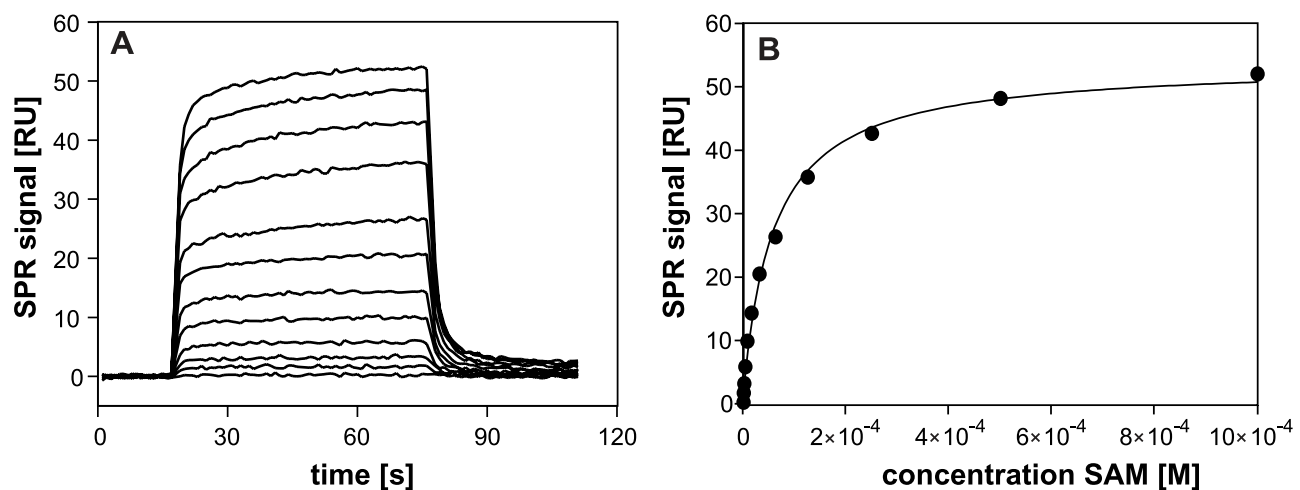 A
SPR signal [RU]
60
50
40
30
20
10
0
0 30 60 90 120
time [s]
B
SPR signal [RU]
60
50
40
30
20
10
0
0 2×10⁻⁴ 4×10⁻⁴ 6×10⁻⁴ 8×10⁻⁴ 10×10⁻⁴
concentration SAM [M]